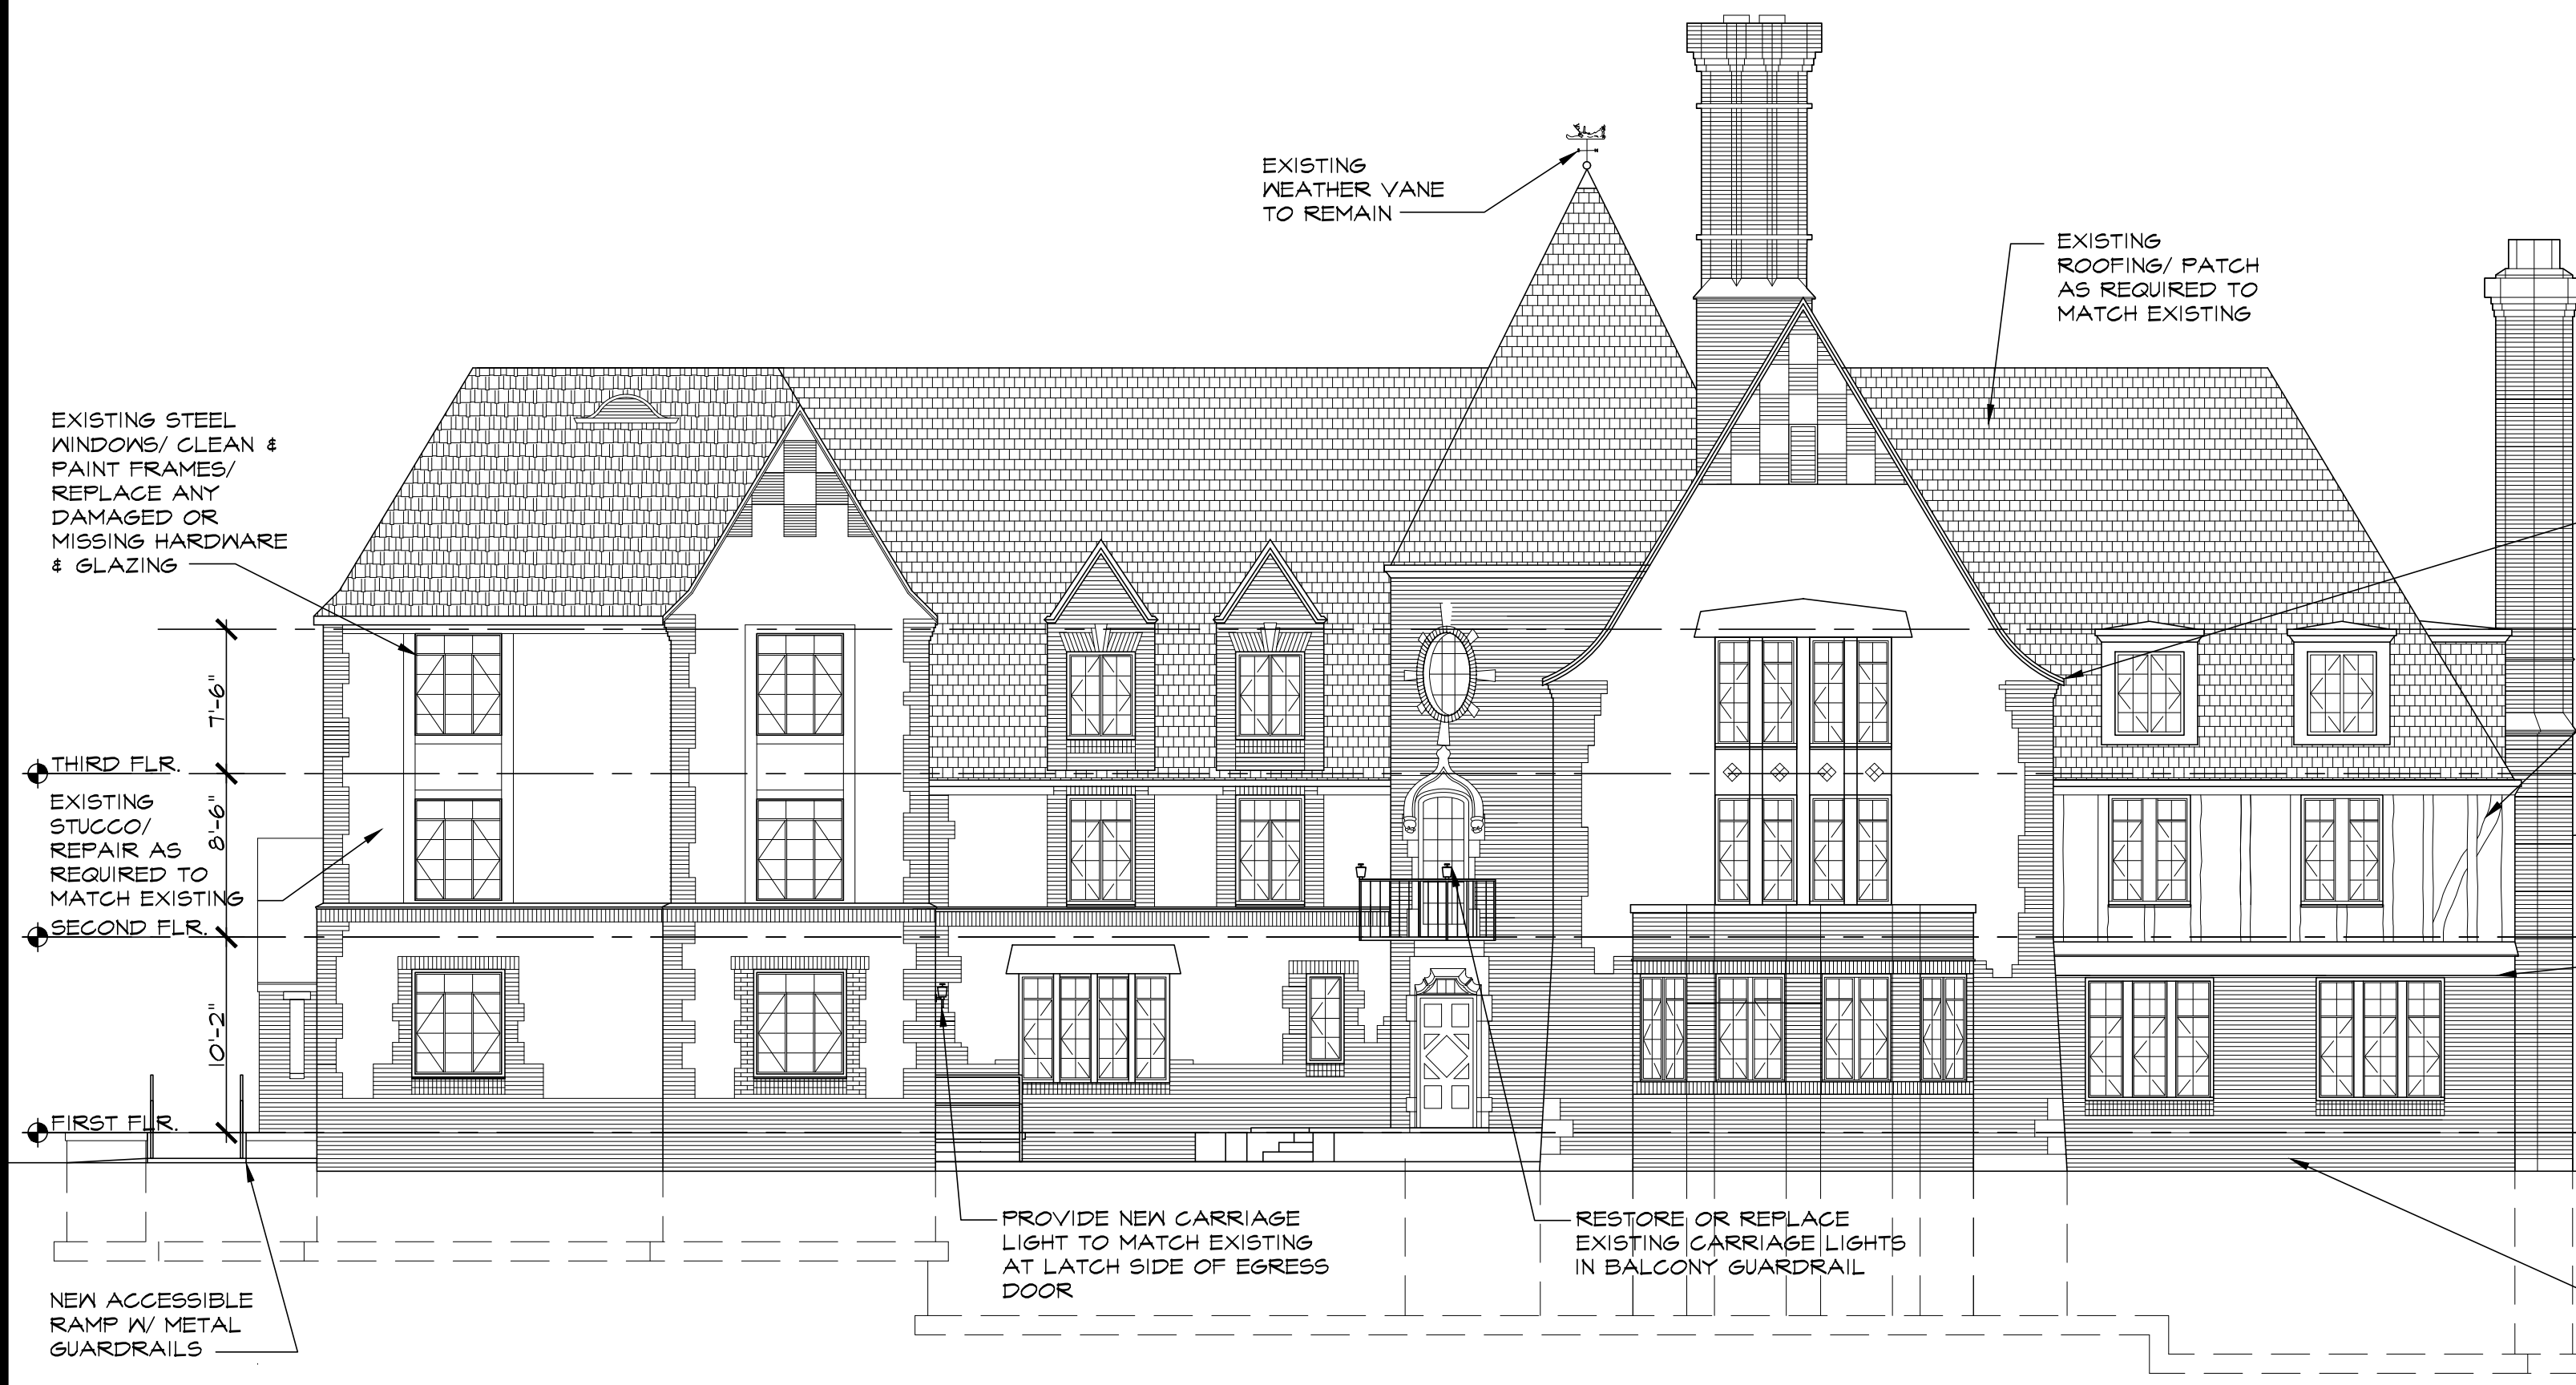 EXISTING
WEATHER VANE
TO REMAIN
EXISTING
ROOFING/ PATCH
AS REQUIRED TO
MATCH EXISTING
EXISTING STEEL
WINDOWS/ CLEAN &
PAINT FRAMES/
REPLACE ANY
DAMAGED OR
MISSING HARDWARE
& GLAZING
7'-6"
THIRD FLR.
EXISTING
STUCCO/
REPAIR AS
REQUIRED TO
MATCH EXISTING
8'-6"
SECOND FLR.
10'-2"
FIRST FLR.
PROVIDE NEW CARRIAGE
LIGHT TO MATCH EXISTING
AT LATCH SIDE OF EGRESS
DOOR
RESTORE OR REPLACE
EXISTING CARRIAGE LIGHTS
IN BALCONY GUARDRAIL
NEW ACCESSIBLE
RAMP W/ METAL
GUARDRAILS